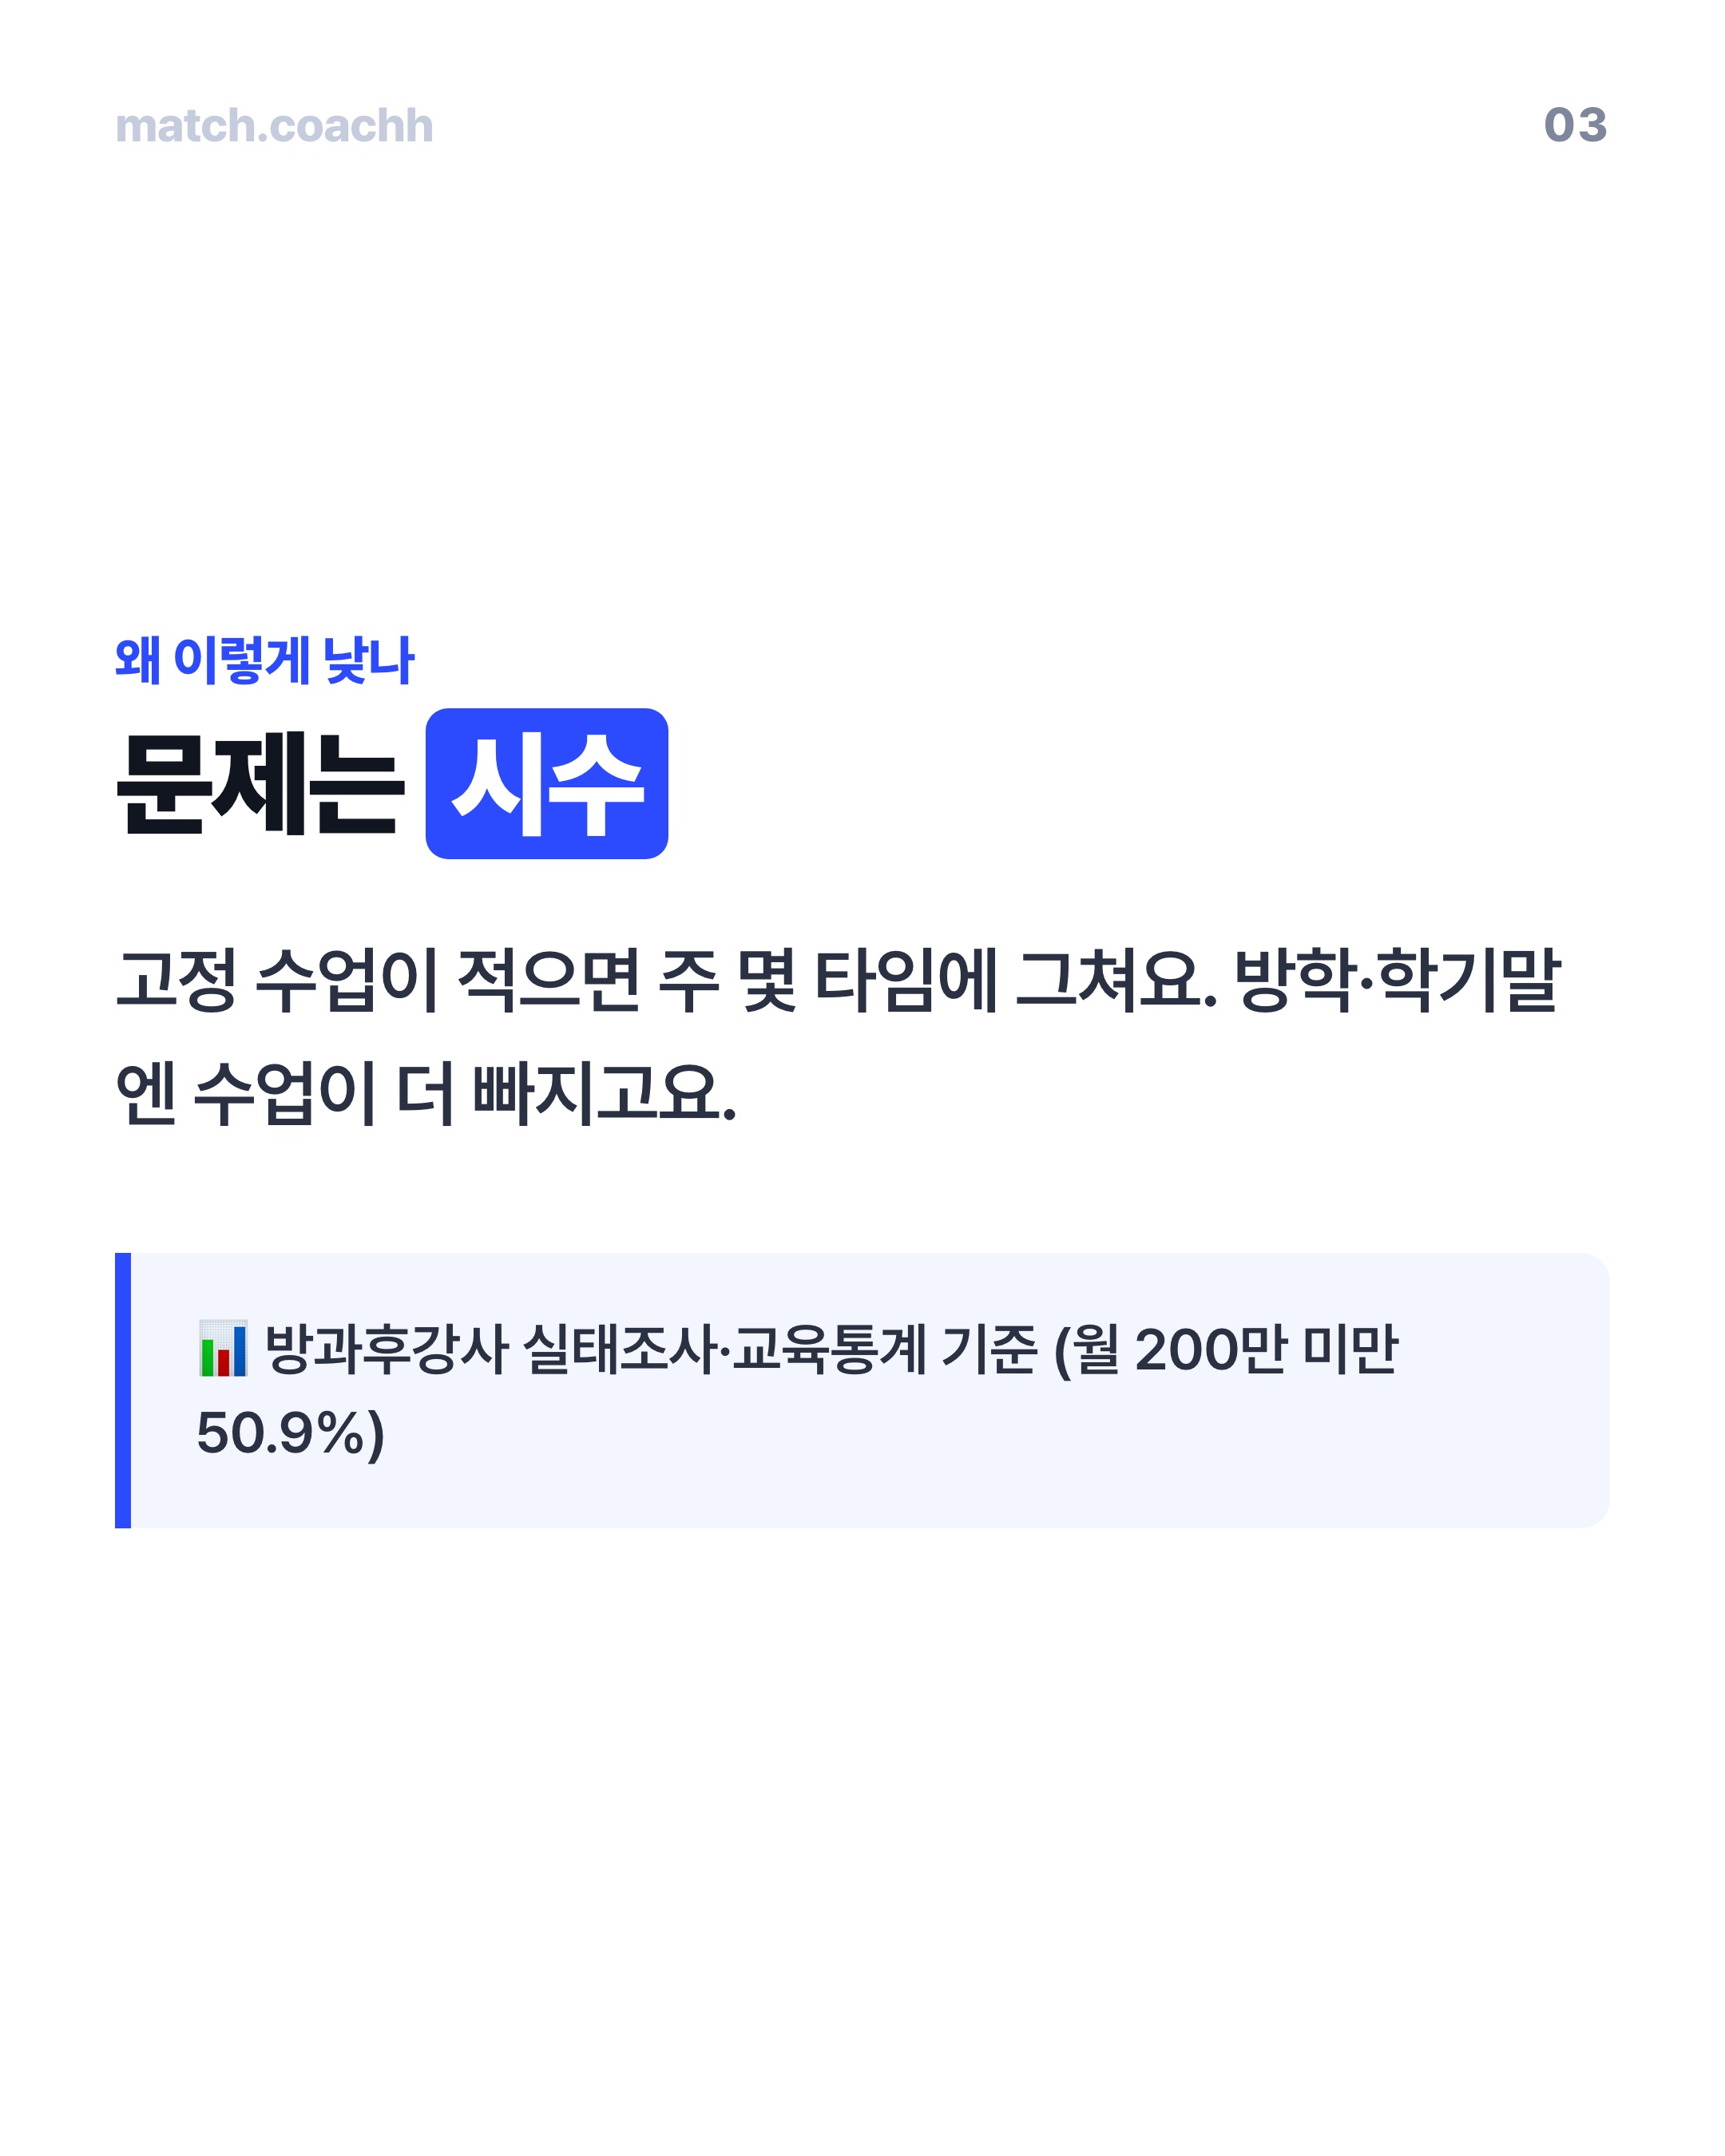 match.coachh
03
왜 이렇게 낮나
문제는 시수
고정 수업이 적으면 주 몇 타임에 그쳐요. 방학·학기말
엔 수업이 더 빠지고요.
📊 방과후강사 실태조사·교육통계 기준 (월 200만 미만
50.9%)